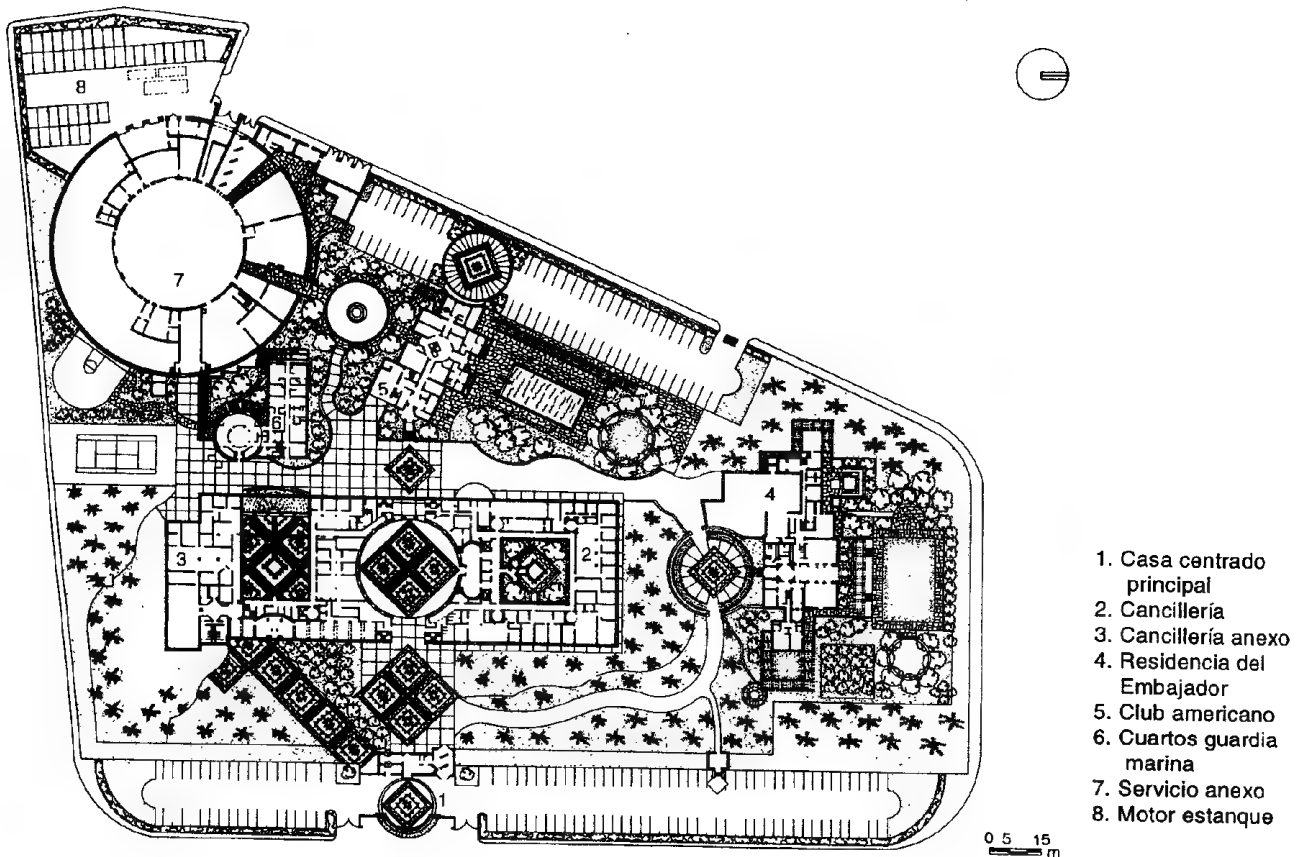 8
7
5
6
4
3
2
1
1. Casa centrado
principal
2. Cancillería
3. Cancillería anexo
4. Residencia del
Embajador
5. Club americano
6. Cuartos guardia
marina
7. Servicio anexo
8. Motor estanque
0 5 15
m